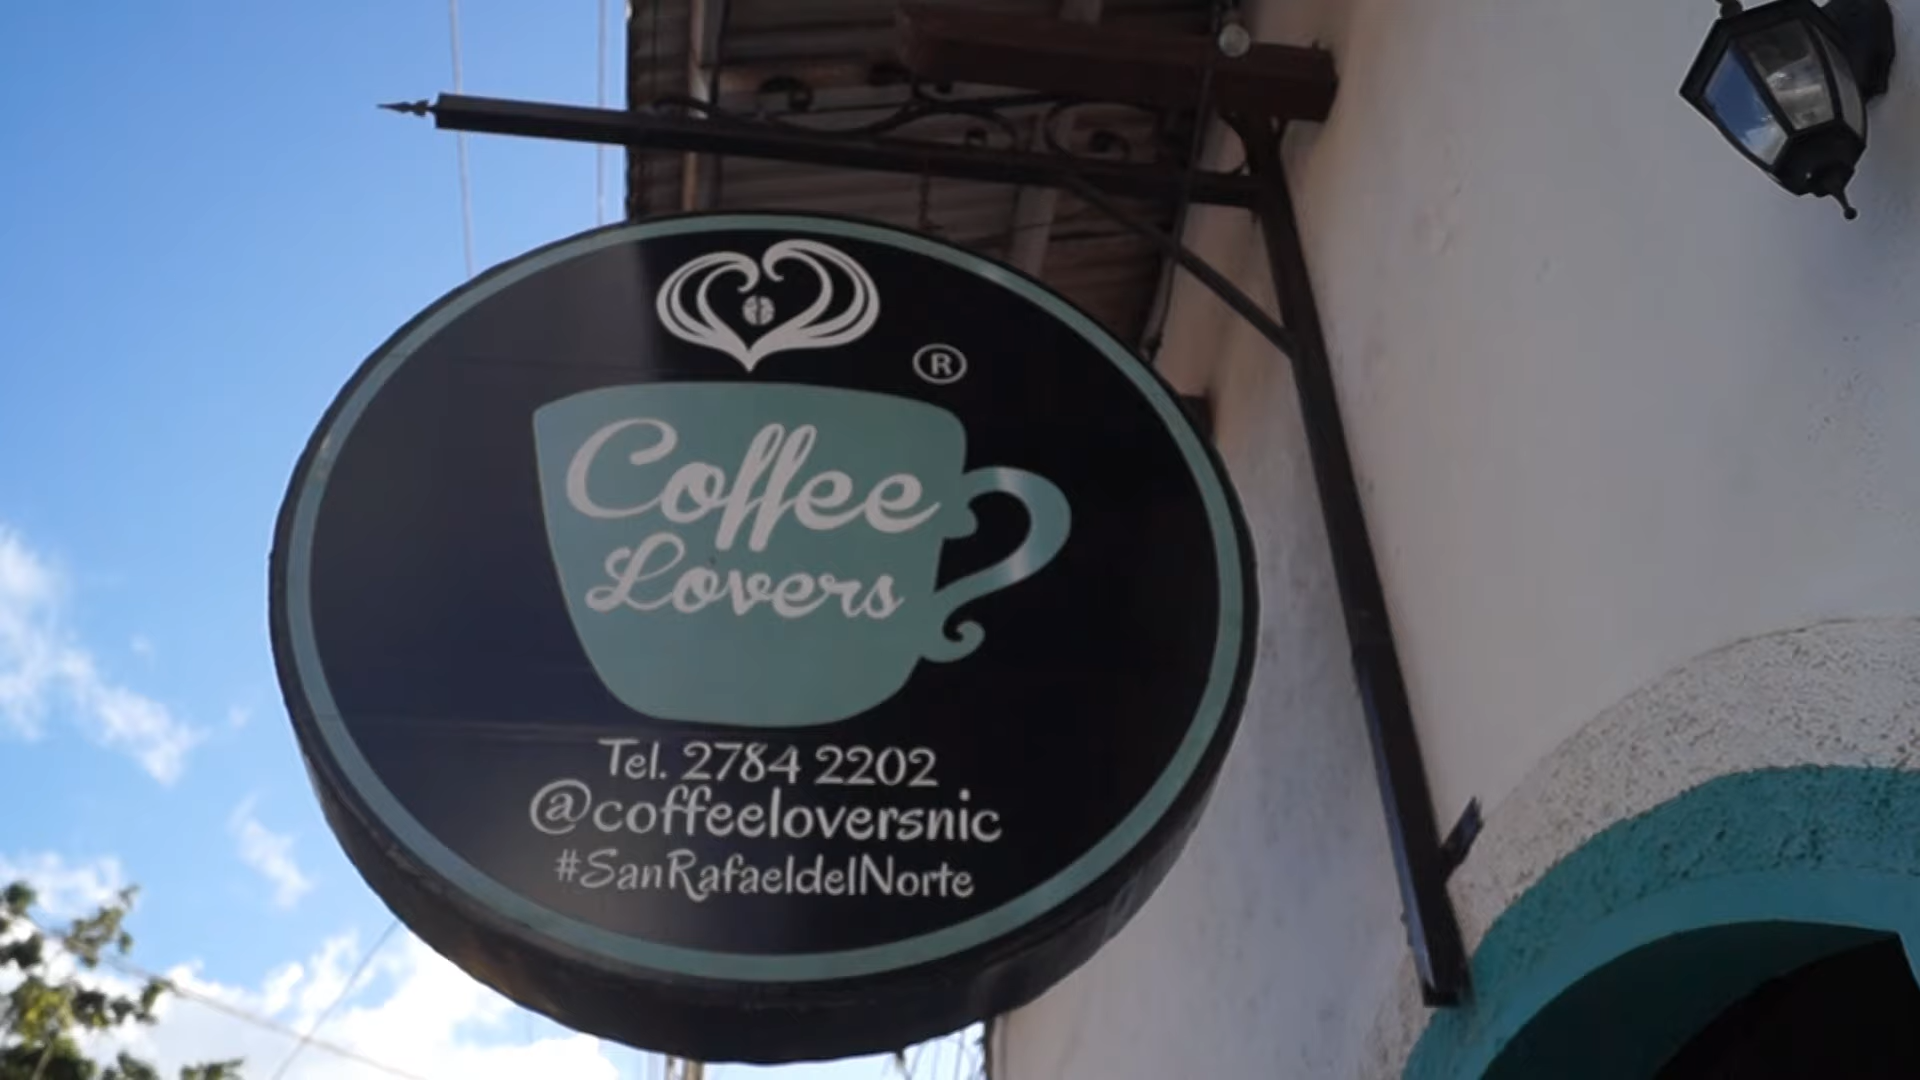 ®
Coffee
Lovers
Tel. 2784 2202
@coffeeloversnic
#SanRafaeldelNorte